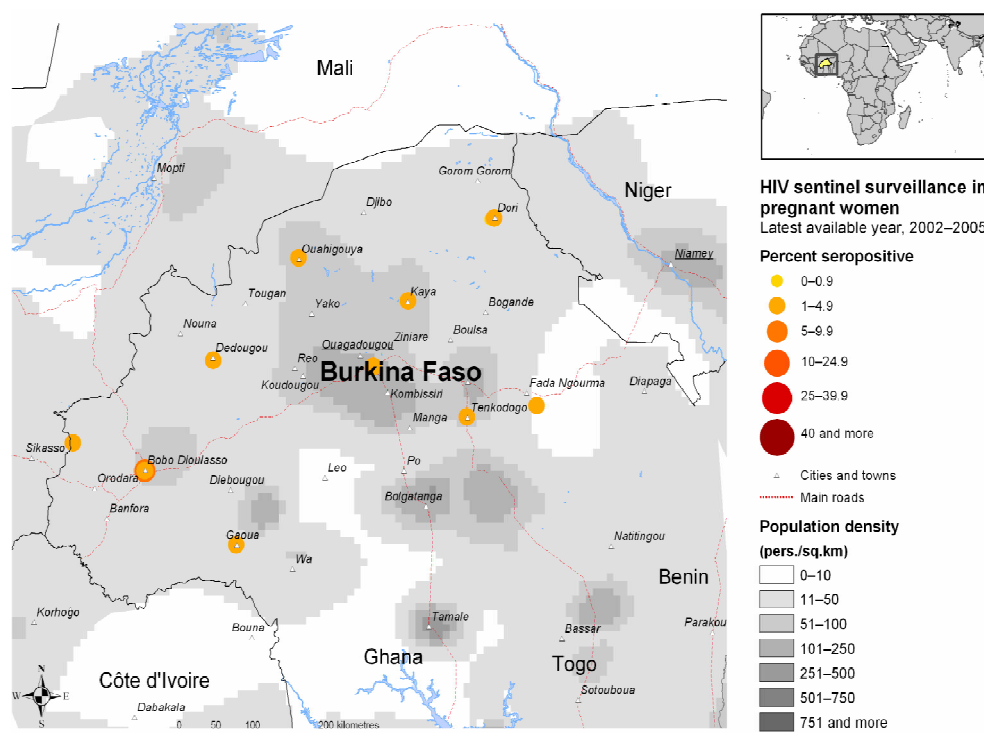 Mali
Mopti
Gorom Gorom
Djibo
Dori
Niger
Niamey
Ouahigouya
Tougan
Kaya
Yako
Bogande
Nouna
Ziniare
Boulsa
Dedougou
Ouagadougou
Reo
Burkina Faso
Koudougou
Kombissiri
Fada Ngourma
Diapaga
Tenkodogo
Manga
Sikasso
Bobo Dioulasso
Orodara
Diebougou
Leo
Po
Bolgatanga
Banfora
Gaoua
Wa
Natitingou
Benin
Korhogo
Bouna
Tamale
Bassar
Parakou
Ghana
Togo
Côte d'Ivoire
Sotouboua
Dabakala
N
W E
S
0 50 100 200 kilometres
HIV sentinel surveillance in
pregnant women
Latest available year, 2002–2005
Percent seropositive
0–0.9
1–4.9
5–9.9
10–24.9
25–39.9
40 and more
Cities and towns
Main roads
Population density
(pers./sq.km)
0–10
11–50
51–100
101–250
251–500
501–750
751 and more